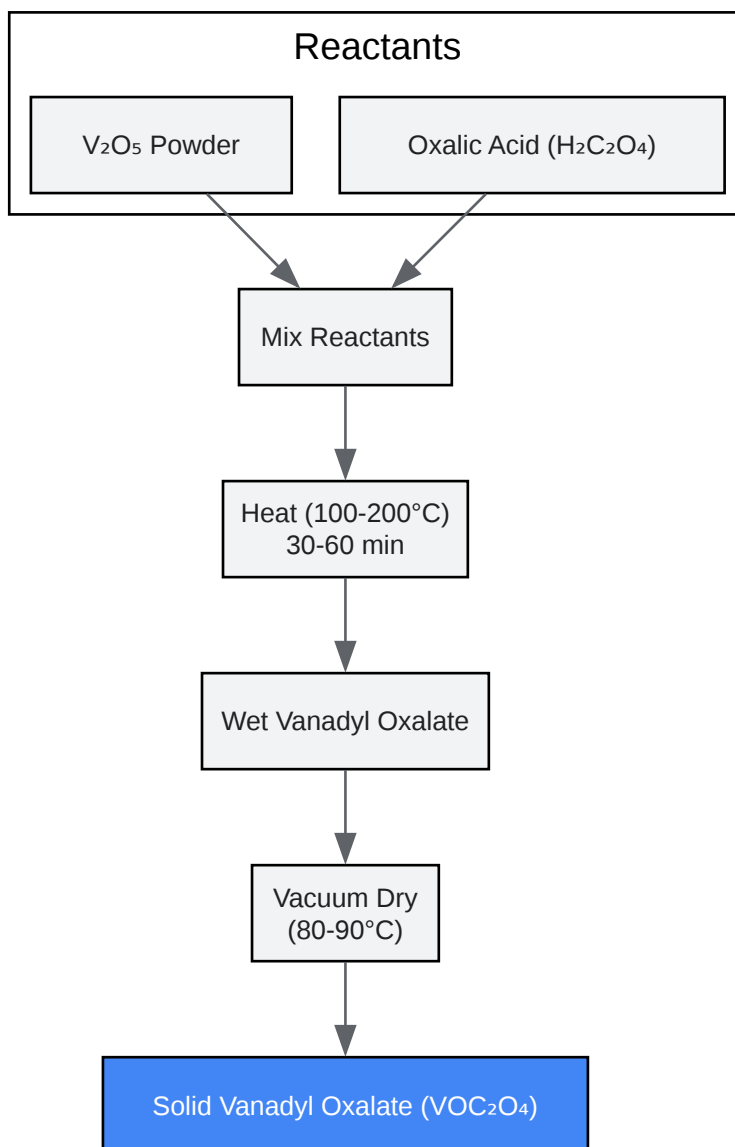 Reactants
V₂O₅ Powder
Oxalic Acid (H₂C₂O₄)
Mix Reactants
Heat (100-200°C)
30-60 min
Wet Vanadyl Oxalate
Vacuum Dry
(80-90°C)
Solid Vanadyl Oxalate (VOC₂O₄)